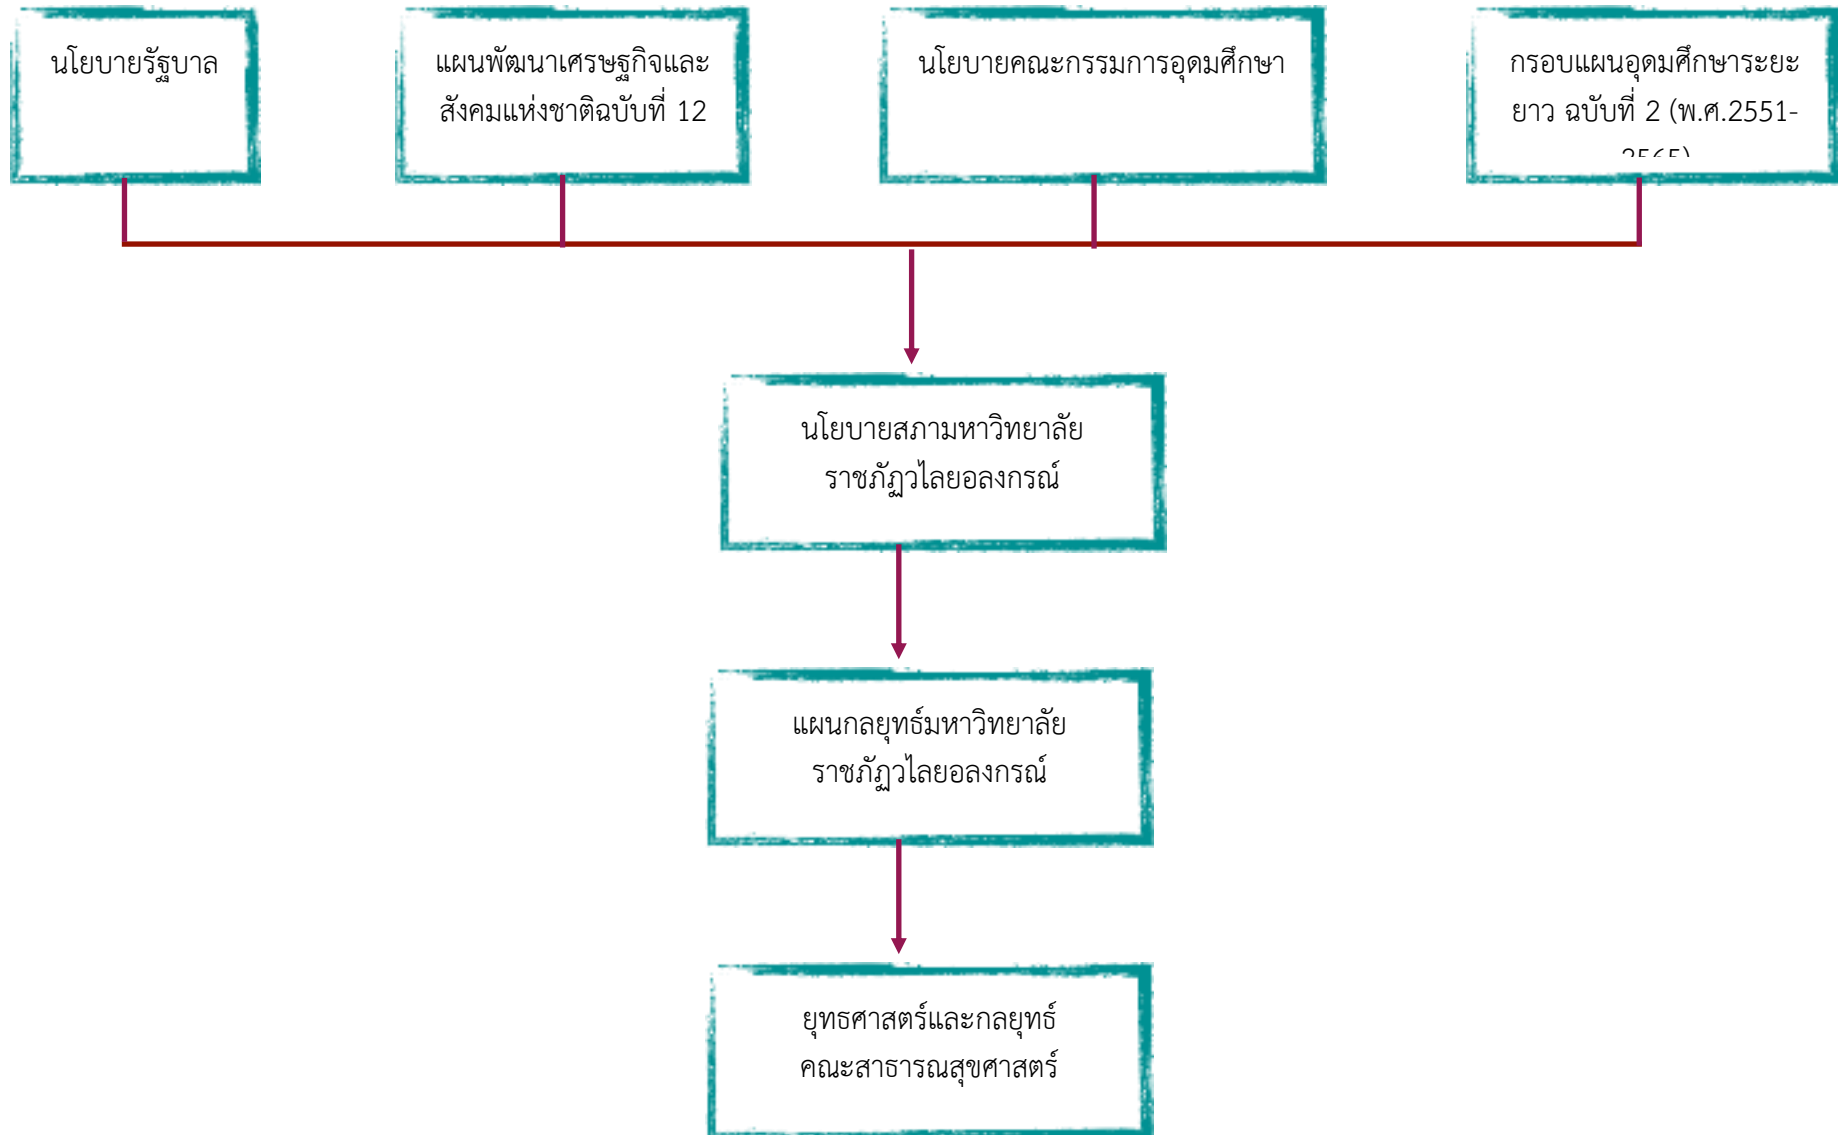 นโยบายรัฐบาล
แผนพัฒนาเศรษฐกิจและ
สังคมแห่งชาติฉบับที่ 12
นโยบายคณะกรรมการอุดมศึกษา
กรอบแผนอุดมศึกษาระยะ
ยาว ฉบับที่ 2 (พ.ศ.2551-
2565)
นโยบายสภามหาวิทยาลัย
ราชภัฏวไลยอลงกรณ์
แผนกลยุทธ์มหาวิทยาลัย
ราชภัฏวไลยอลงกรณ์
ยุทธศาสตร์และกลยุทธ์
คณะสาธารณสุขศาสตร์